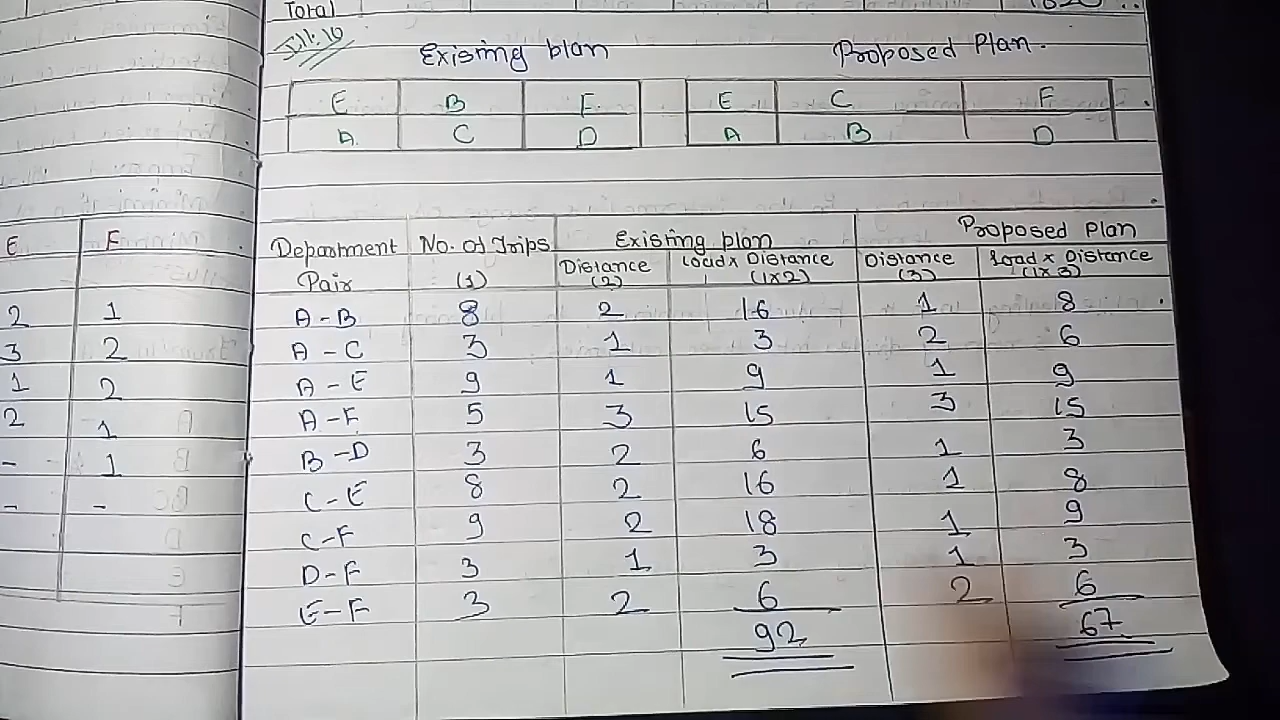 Total
Ill:10
Existing plan Proposed Plan.
E B F E C F
A C D A B D
E F
Department No. of Trips Existing plan Proposed Plan
Pair (1) Distance (2) Load x Distance (1x2) Distance (3) Load x Distance (1x3)
2 1 A-B 8 2 16 1 8
3 2 A-C 3 1 3 2 6
1 2 A-E 9 1 9 1 9
2 1 A-F 5 3 15 3 15
- 1 B-D 3 2 6 1 3
- - C-E 8 2 16 1 8
C-F 9 2 18 1 9
D-F 3 1 3 1 3
E-F 3 2 6 2 6
92 67